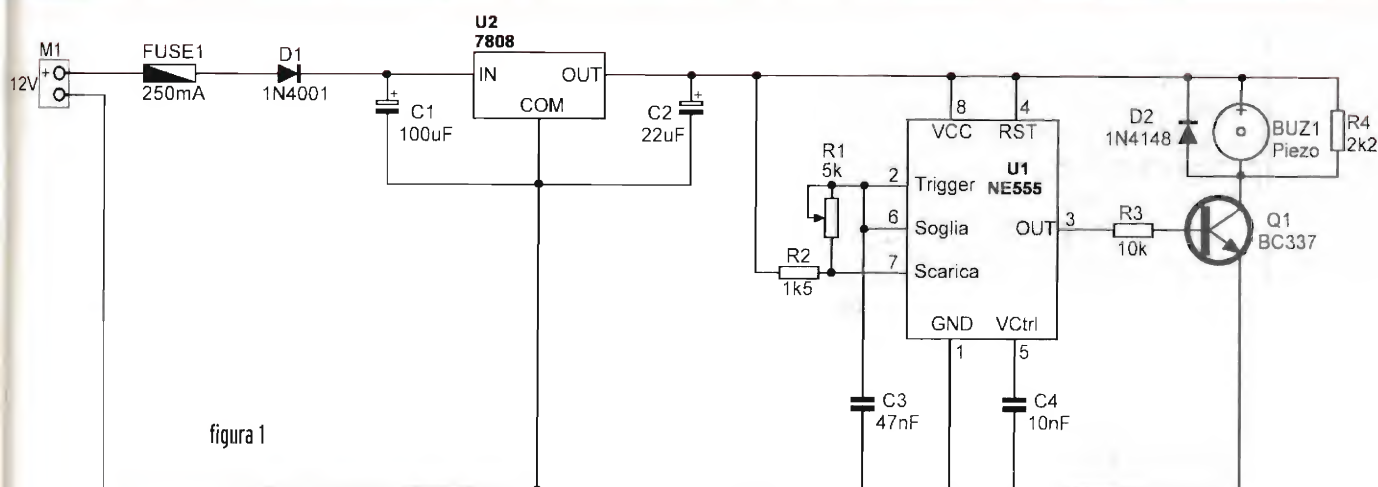 U2
7808
M1
FUSE1
D1
+
12V
250mA
1N4001
IN
OUT
COM
+
C1
100uF
+
C2
22uF
8
4
VCC
RST
D2
1N4148
+
BUZ1
Piezo
R4
2k2
R1
5k
U1
NE555
2
Trigger
6
Soglia
OUT
3
R3
10k
Q1
BC337
R2
1k5
7
Scarica
GND
VCtrl
1
5
C3
47nF
C4
10nF
figura 1